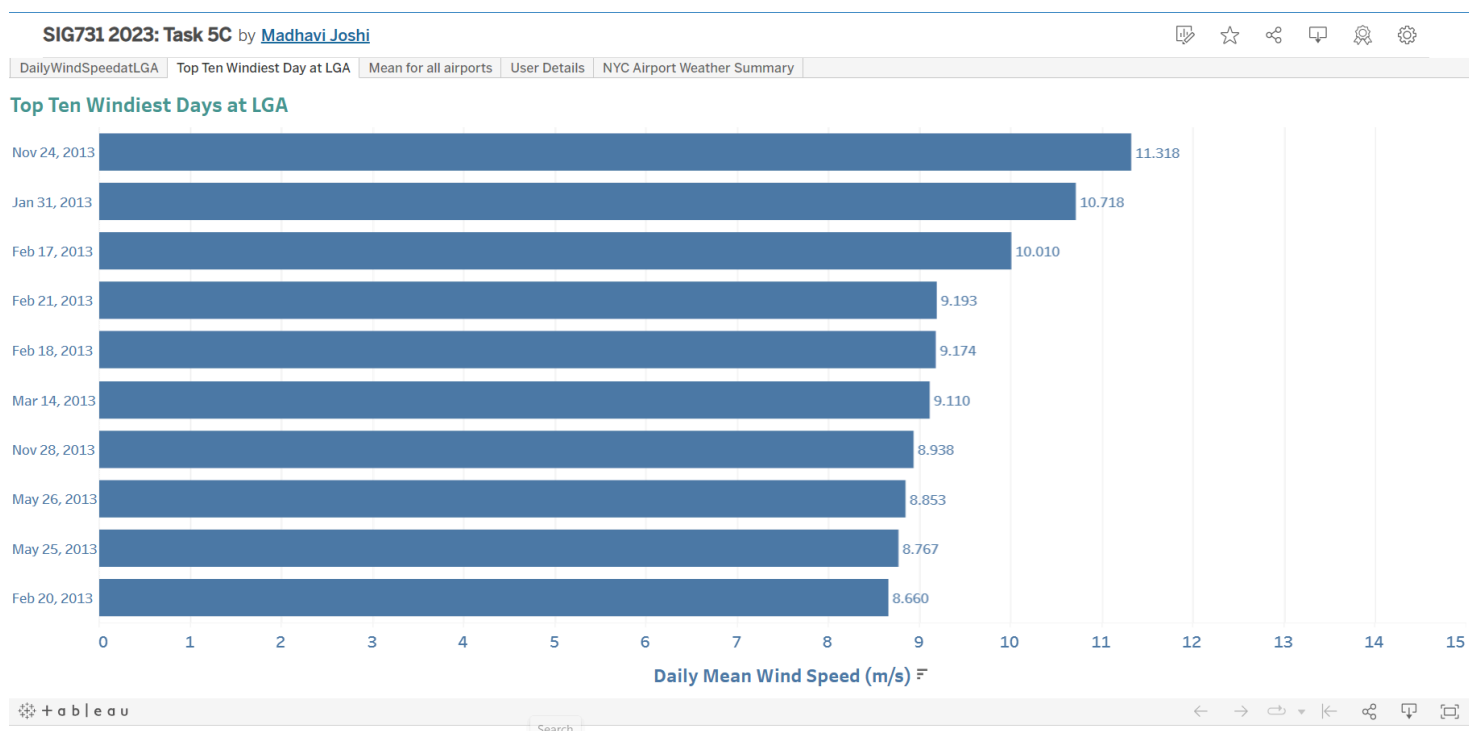 SIG731 2023: Task 5C by Madhavi Joshi
DailyWindSpeedatLGA Top Ten Windiest Day at LGA Mean for all airports User Details NYC Airport Weather Summary
Top Ten Windiest Days at LGA
Nov 24, 2013 11.318
Jan 31, 2013 10.718
Feb 17, 2013 10.010
Feb 21, 2013 9.193
Feb 18, 2013 9.174
Mar 14, 2013 9.110
Nov 28, 2013 8.938
May 26, 2013 8.853
May 25, 2013 8.767
Feb 20, 2013 8.660
0 1 2 3 4 5 6 7 8 9 10 11 12 13 14 15
Daily Mean Wind Speed (m/s)
+ableau
Search